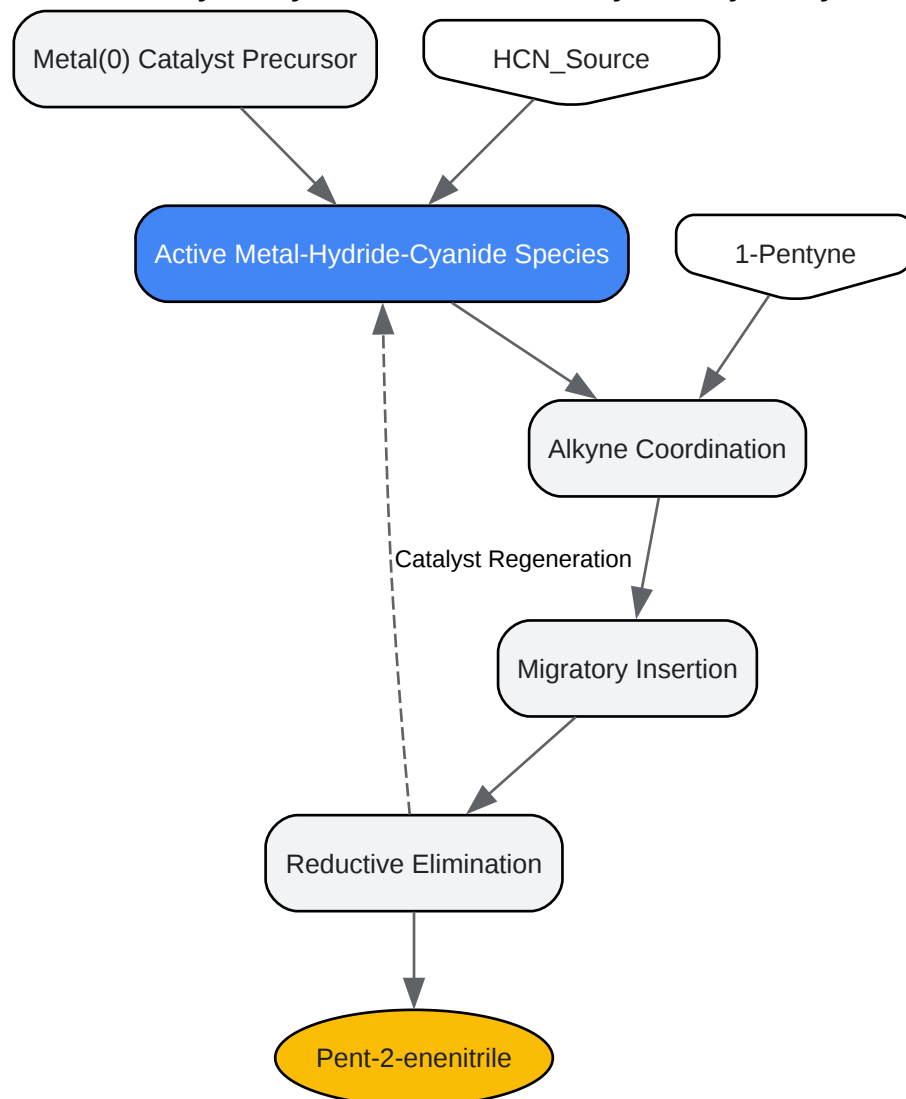 Metal(0) Catalyst Precursor
HCN_Source
Active Metal-Hydride-Cyanide Species
1-Pentyne
Alkyne Coordination
Catalyst Regeneration
Migratory Insertion
Reductive Elimination
Pent-2-enenitrile